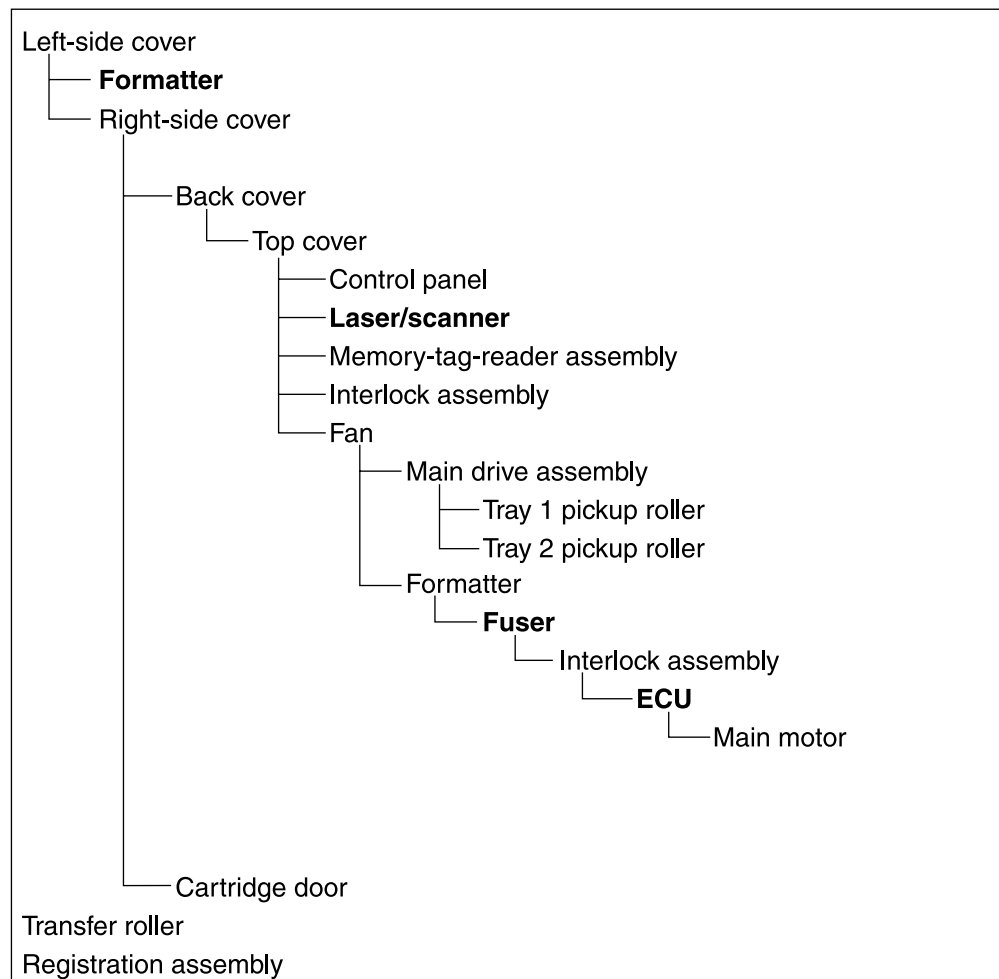 Left-side cover
Formatter
Right-side cover
Back cover
Top cover
Control panel
Laser/scanner
Memory-tag-reader assembly
Interlock assembly
Fan
Main drive assembly
Tray 1 pickup roller
Tray 2 pickup roller
Formatter
Fuser
Interlock assembly
ECU
Main motor
Cartridge door
Transfer roller
Registration assembly